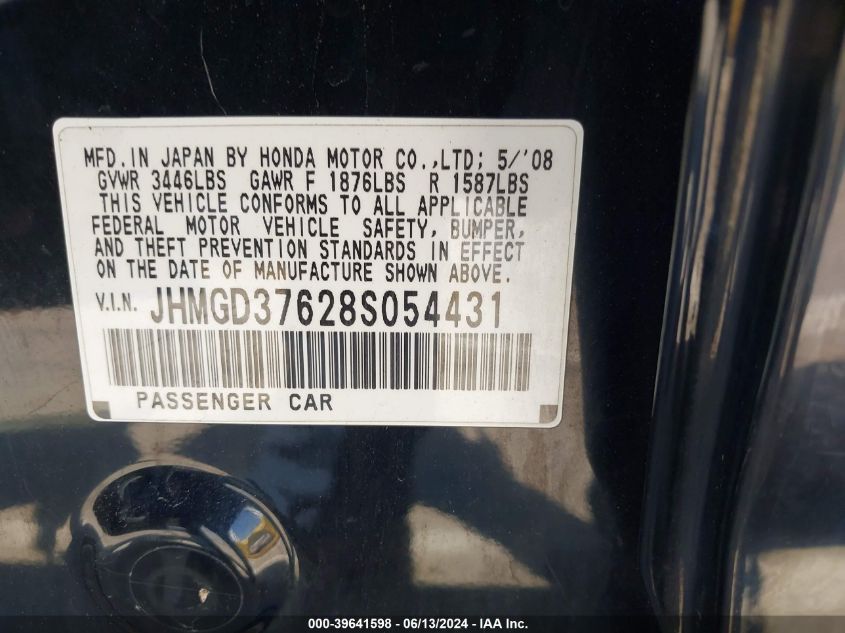 MFD.IN JAPAN BY HONDA MOTOR CO.,LTD; 5/'08
GVWR 3446LBS GAWR F 1876LBS R 1587LBS
THIS VEHICLE CONFORMS TO ALL APPLICABLE
FEDERAL MOTOR VEHICLE SAFETY, BUMPER,
AND THEFT PREVENTION STANDARDS IN EFFECT
ON THE DATE OF MANUFACTURE SHOWN ABOVE.
V.I.N. JHMGD37628S054431
PASSENGER CAR
000-39641598 - 06/13/2024 - IAA Inc.